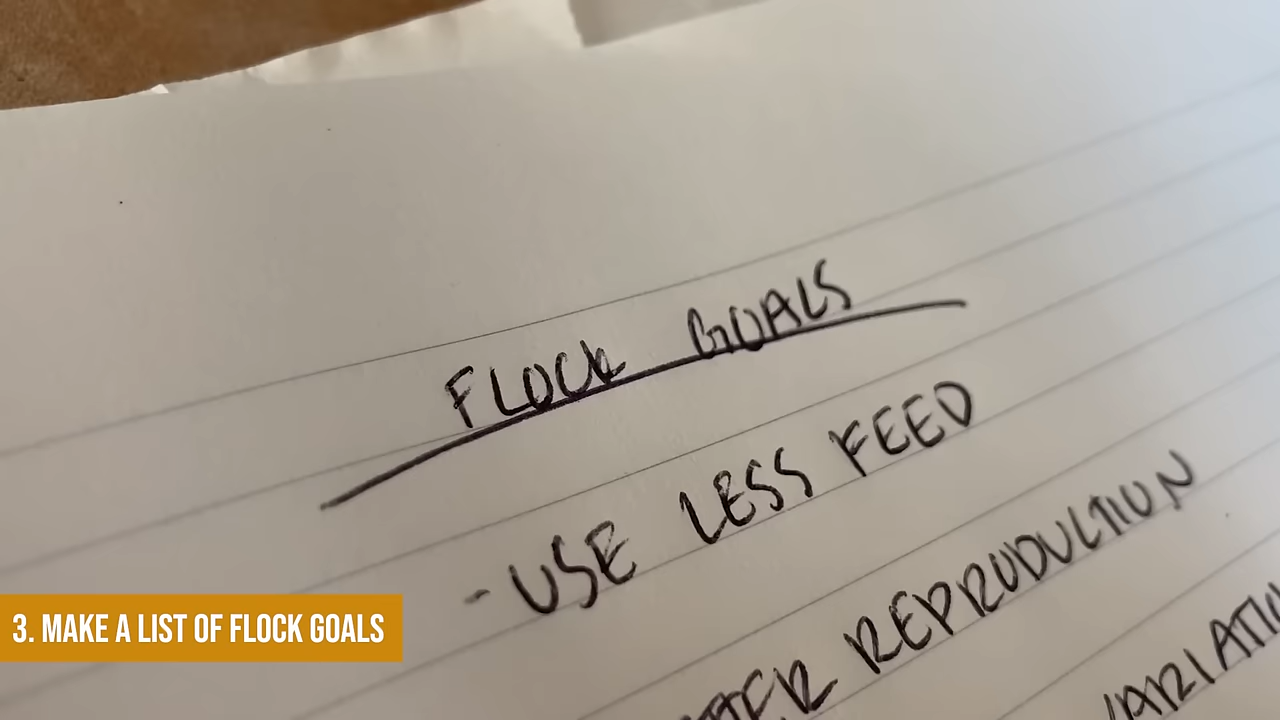 FLOCK GOALS
- USE LESS FEED
REPRODUCTION
3. MAKE A LIST OF FLOCK GOALS